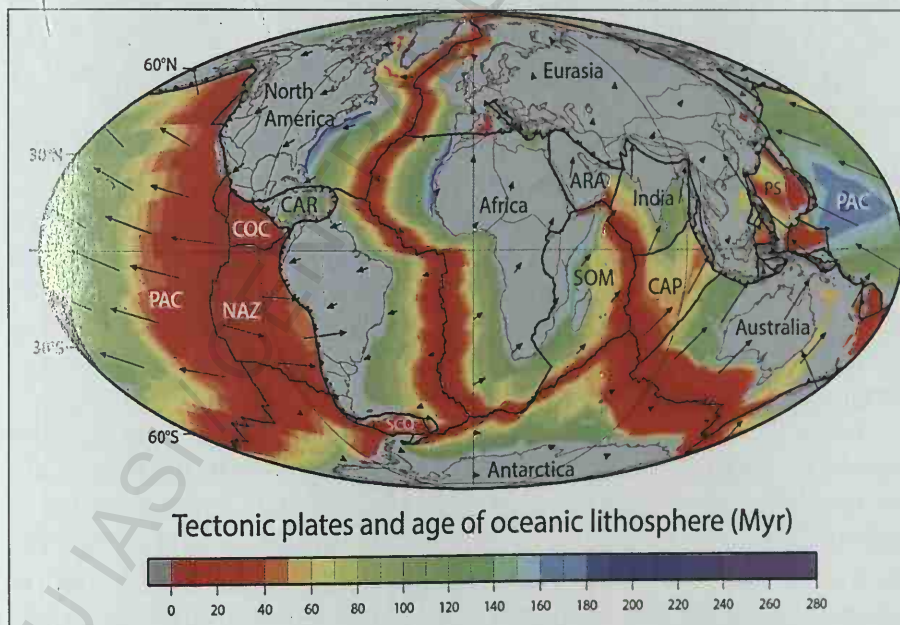 60°N
North
America
Eurasia
30°N
CAR
ARA
India
PS
PAC
COC
Africa
PAC
NAZ
SOM
CAP
30°S
Australia
SCO
60°S
Antarctica
Tectonic plates and age of oceanic lithosphere (Myr)
0 20 40 60 80 100 120 140 160 180 200 220 240 260 280